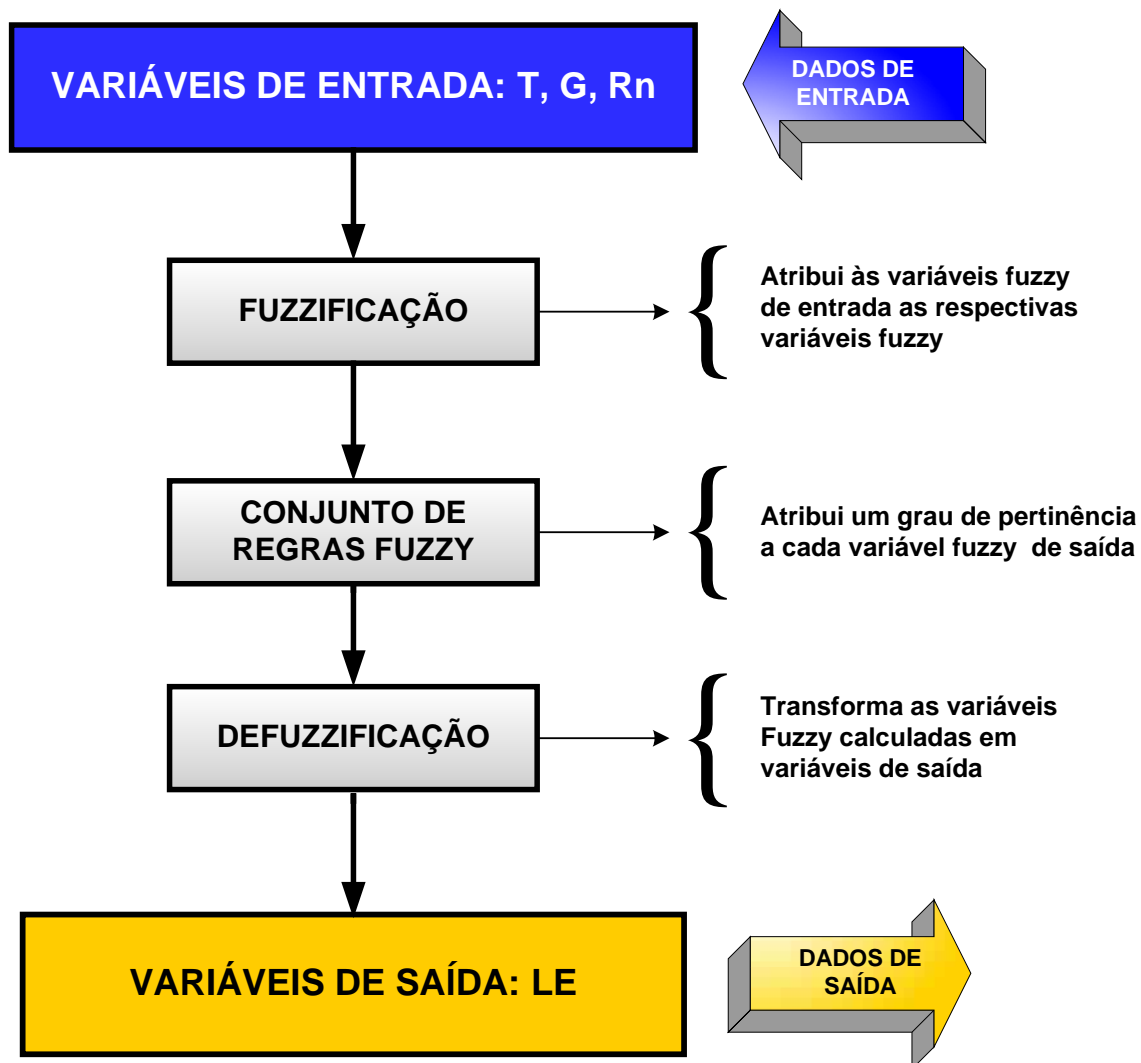 VARIÁVEIS DE ENTRADA: T, G, Rn
DADOS DE
ENTRADA
FUZZIFICAÇÃO
Atribui às variáveis fuzzy
de entrada as respectivas
variáveis fuzzy
CONJUNTO DE
REGRAS FUZZY
Atribui um grau de pertinência
a cada variável fuzzy  de saída
DEFUZZIFICAÇÃO
Transforma as variáveis
Fuzzy calculadas em
variáveis de saída
VARIÁVEIS DE SAÍDA: LE
DADOS DE
SAÍDA